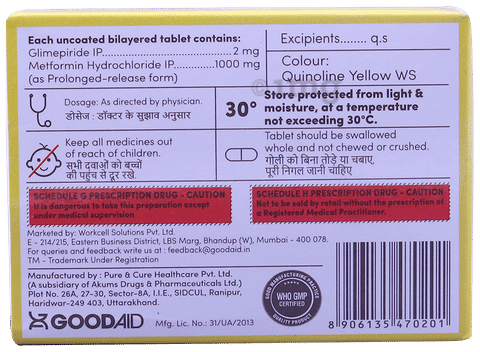 Each uncoated bilayered tablet contains:
Glimepiride IP.................................2 mg
Metformin Hydrochloride IP.............1000 mg
(as Prolonged-release form)
Excipients........ q.s
Colour:
Quinoline Yellow WS
Dosage: As directed by physician.
डोसेज : डॉक्टर के सुझाव अनुसार
30°
Store protected from light &
moisture, at a temperature
not exceeding 30°C.
Keep all medicines out
of reach of children.
सभी दवाओं को बच्चों
की पहुंच से दूर रखे.
Tablet should be swallowed
whole and not chewed or crushed.
गोली को बिना तोड़े या चबाए,
पूरी निगल जानी चाहिए
SCHEDULE G PRESCRIPTION DRUG - CAUTION
It is dangerous to take this preparation except
under medical supervision
SCHEDULE H PRESCRIPTION DRUG - CAUTION
Not to be sold by retail without the prescription of
a Registered Medical Practitioner.
Marketed by: Workcell Solutions Pvt. Ltd.
E - 214/215, Eastern Business District, LBS Marg, Bhandup (W), Mumbai - 400 078.
For queries and feedback write us at : feedback@goodaid.in
TM - Trademark Under Registration
Manufactured by : Pure & Cure Healthcare Pvt. Ltd.
(A subsidiary of Akums Drugs & Pharmaceuticals Ltd.)
Plot No. 26A, 27-30, Sector-8A, I.I.E, SIDCUL, Ranipur,
Haridwar-249 403, Uttarakhand.
GOODAID
Mfg. Lic. No.: 31/UA/2013
GOOD MANUFACTURING PRACTICE
WHO GMP
CERTIFIED
QUALITY PRODUCT
8 906135 470201
1mg